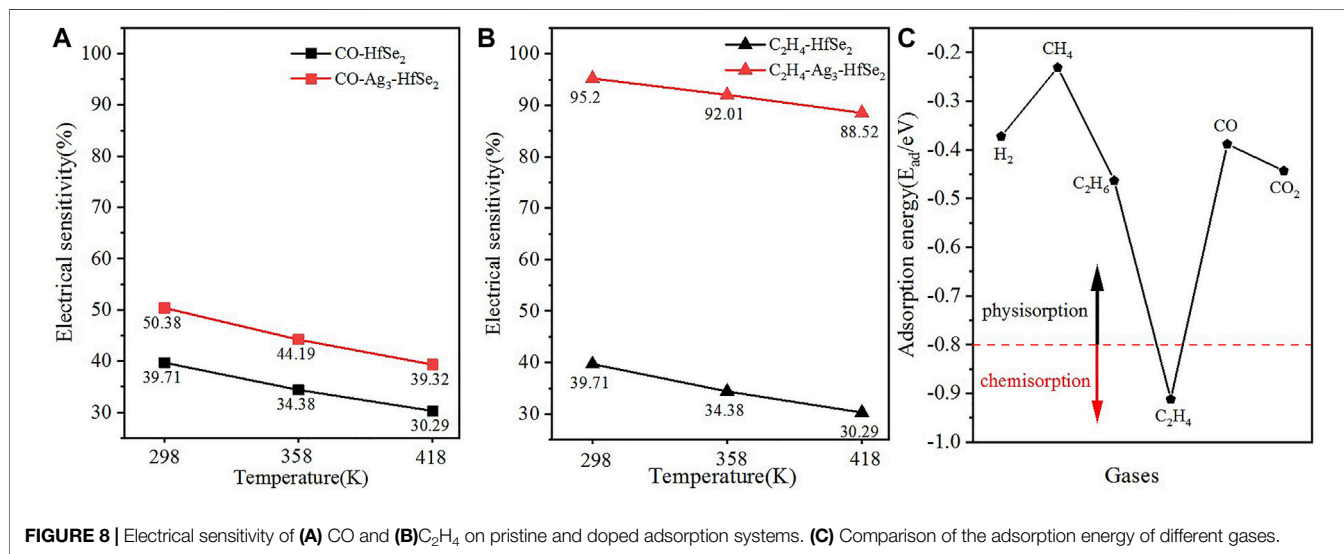 A
100
90
80
70
60
50
40
30
Electrical sensitivity(%)
CO-HfSe₂
CO-Ag₃-HfSe₂
50.38
44.19
39.32
39.71
34.38
30.29
298
358
418
Temperature(K)
B
100
90
80
70
60
50
40
30
Electrical sensitivity(%)
C₂H₄-HfSe₂
C₂H₄-Ag₃-HfSe₂
95.2
92.01
88.52
39.71
34.38
30.29
298
358
418
Temperature(K)
C
-0.2
-0.3
-0.4
-0.5
-0.6
-0.7
-0.8
-0.9
-1.0
Adsorption energy(E_ad/eV)
H₂
CH₄
C₂H₆
C₂H₄
CO
CO₂
physisorption
chemisorption
Gases
FIGURE 8 | Electrical sensitivity of (A) CO and (B)C₂H₄ on pristine and doped adsorption systems. (C) Comparison of the adsorption energy of different gases.